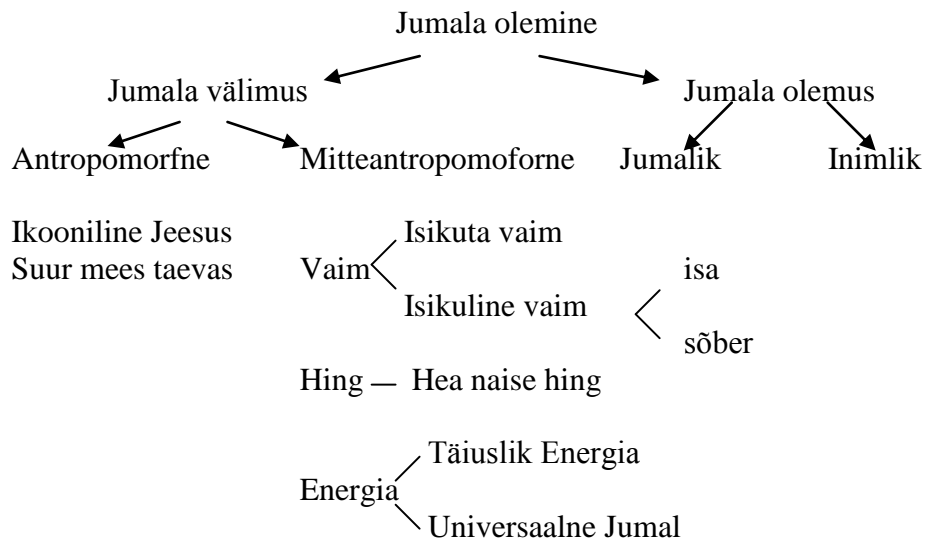 Jumala olemine
Jumala välimus Jumala olemus
Antropomorfne Mitteantropomoforne Jumalik Inimlik
Ikooniline Jeesus Isikuta vaim
Suur mees taevas Vaim isa
Isikuline vaim
sõber
Hing Hea naise hing
Täiuslik Energia
Energia
Universaalne Jumal